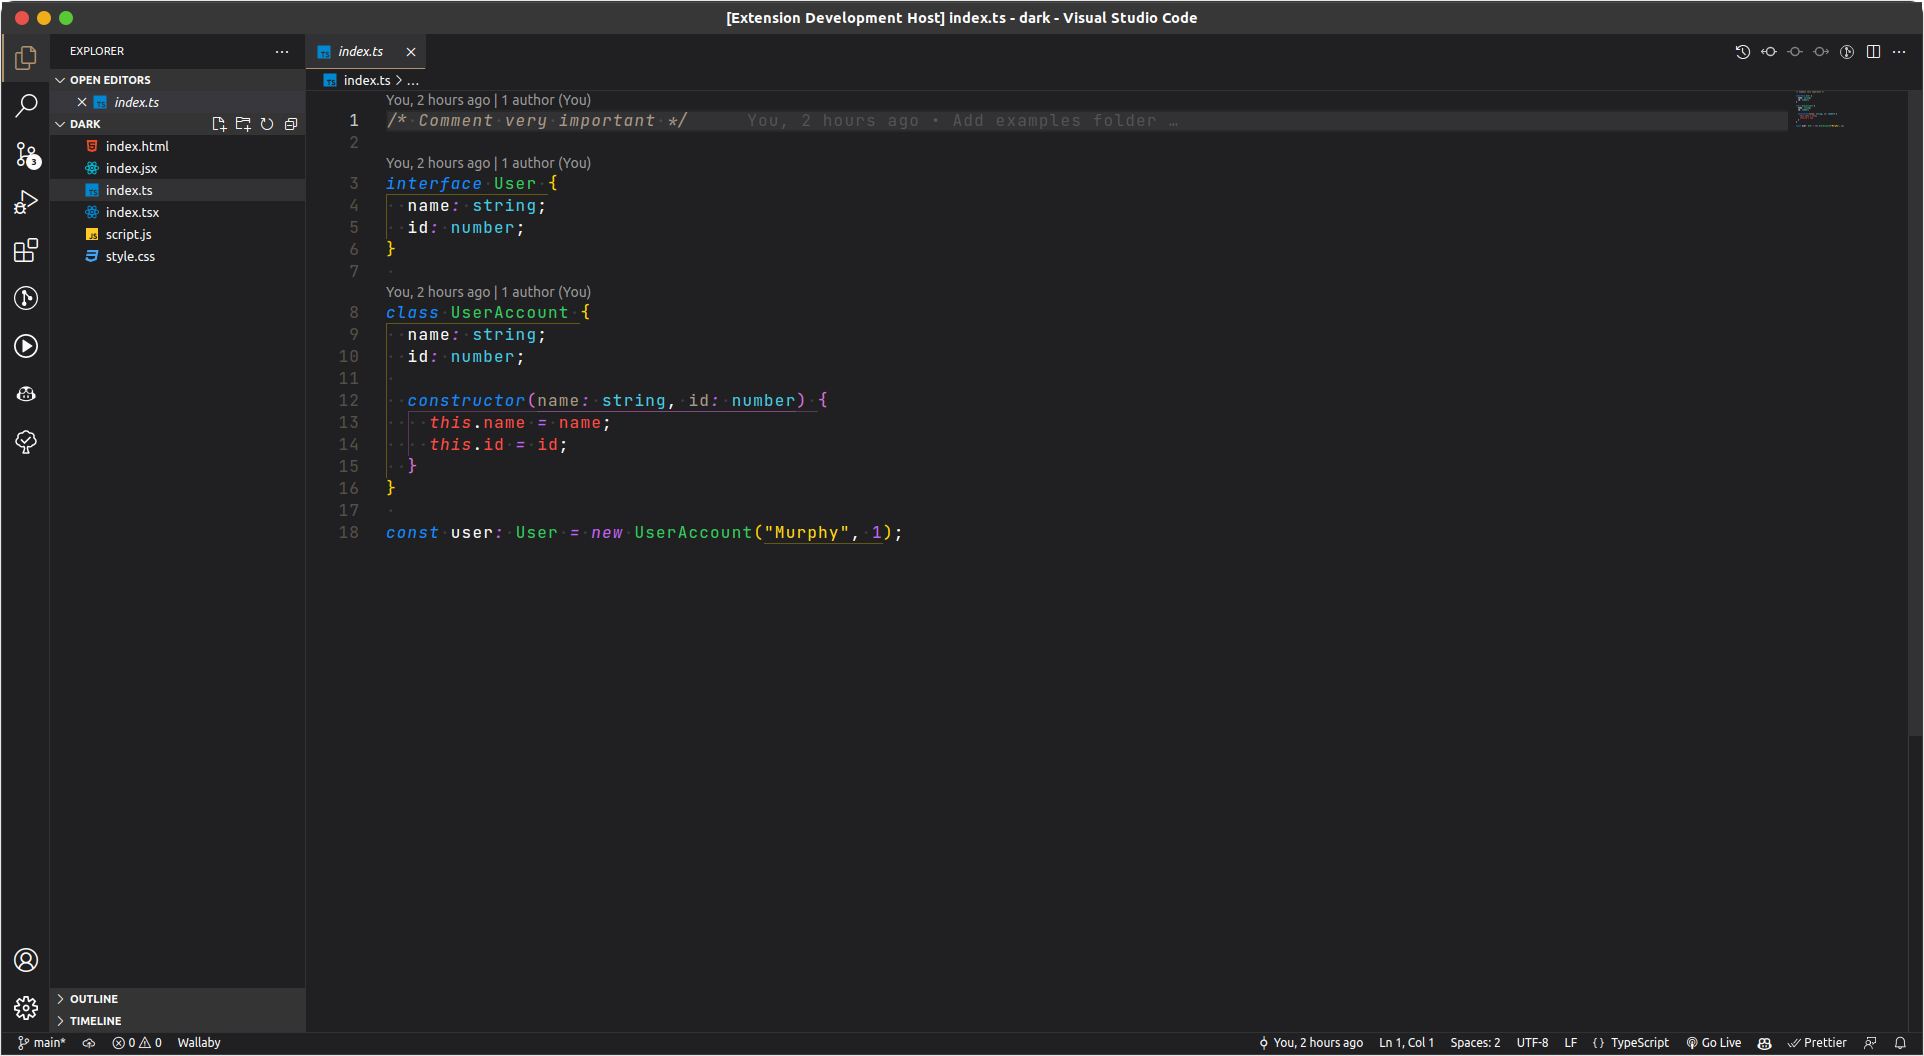 [Extension Development Host] index.ts - dark - Visual Studio Code
EXPLORER
index.ts
OPEN EDITORS
index.ts > ...
index.ts
DARK
index.html
index.jsx
index.ts
index.tsx
script.js
style.css
3
You, 2 hours ago | 1 author (You)
1 /* Comment very important */ You, 2 hours ago • Add examples folder …
2
You, 2 hours ago | 1 author (You)
3 interface User {
4 name: string;
5 id: number;
6 }
7
You, 2 hours ago | 1 author (You)
8 class UserAccount {
9 name: string;
10 id: number;
11
12 constructor(name: string, id: number) {
13 this.name = name;
14 this.id = id;
15 }
16 }
17
18 const user: User = new UserAccount("Murphy", 1);
OUTLINE
TIMELINE
main* 0 0 Wallaby You, 2 hours ago Ln 1, Col 1 Spaces: 2 UTF-8 LF {} TypeScript Go Live Prettier